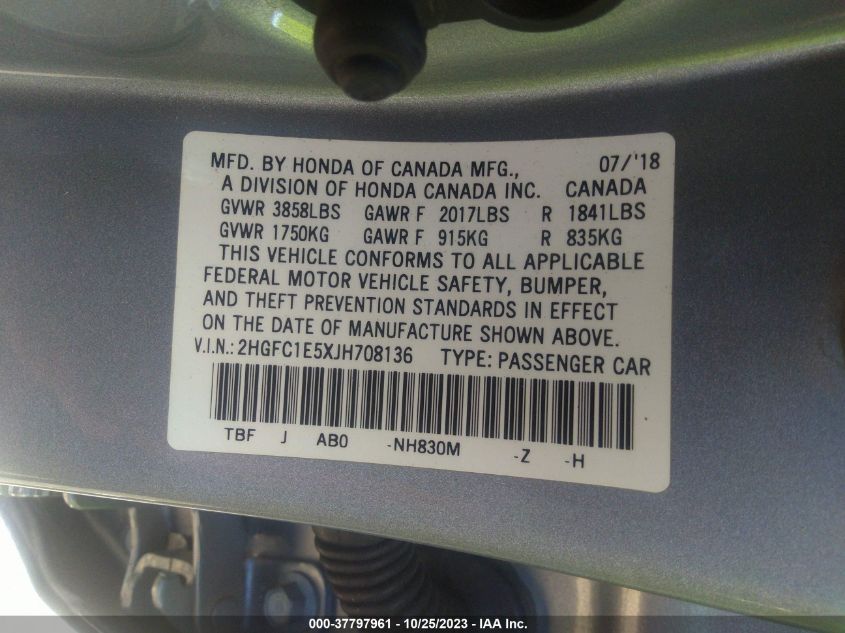 MFD. BY HONDA OF CANADA MFG., 07/'18
A DIVISION OF HONDA CANADA INC. CANADA
GVWR 3858LBS GAWR F 2017LBS R 1841LBS
GVWR 1750KG GAWR F 915KG R 835KG
THIS VEHICLE CONFORMS TO ALL APPLICABLE
FEDERAL MOTOR VEHICLE SAFETY, BUMPER,
AND THEFT PREVENTION STANDARDS IN EFFECT
ON THE DATE OF MANUFACTURE SHOWN ABOVE.
V.I.N.: 2HGFC1E5XJH708136 TYPE: PASSENGER CAR
TBF J AB0 -NH830M -Z -H
000-37797961 | 10/25/2023 | IAA Inc.